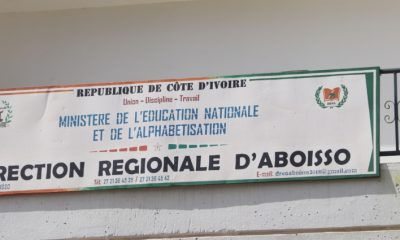 REPUBLIQUE DE CÔTE D'IVOIRE
Union - Discipline - Travail
MINISTERE DE L'EDUCATION NATIONALE
ET DE L'ALPHABETISATION
RECTION REGIONALE D'ABOISSO